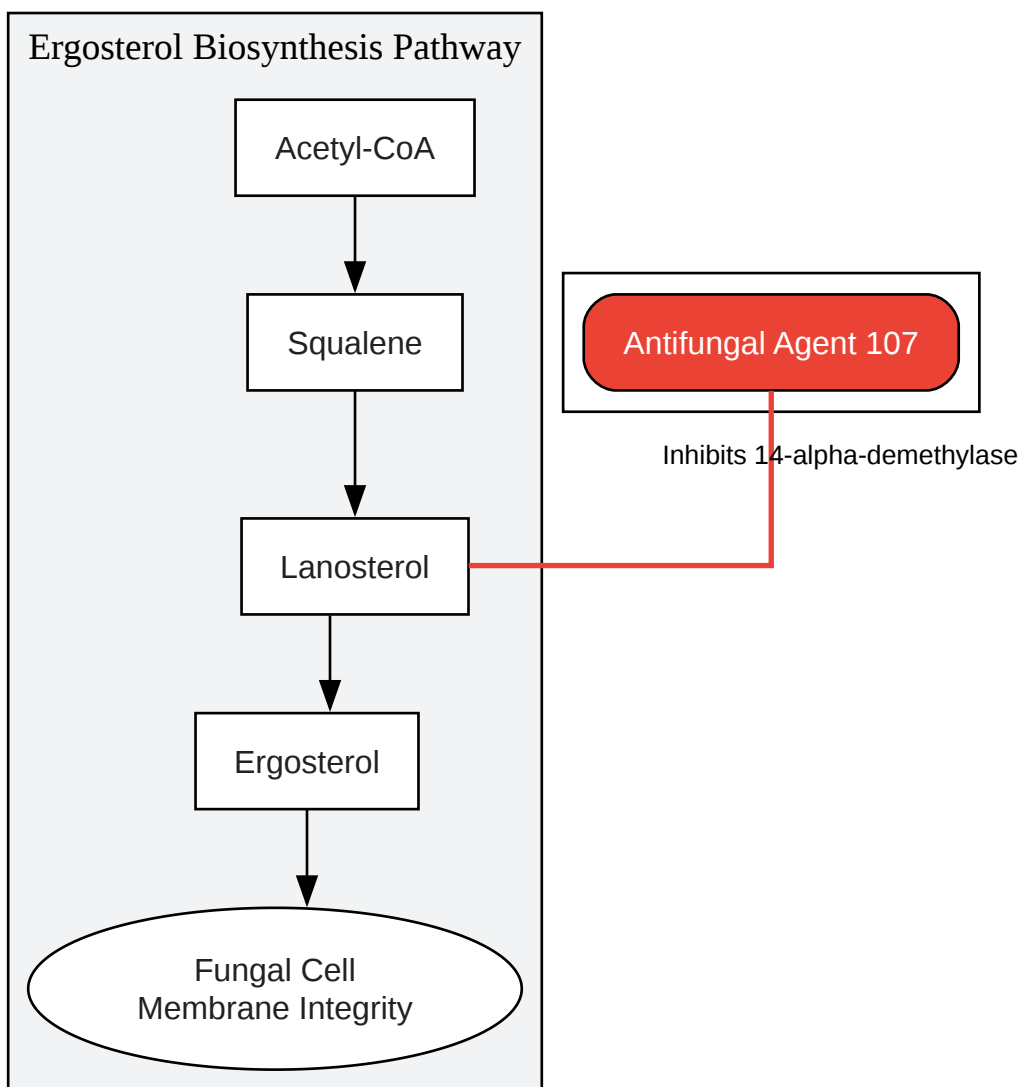 Ergosterol Biosynthesis Pathway
Acetyl-CoA
Squalene
Antifungal Agent 107
Inhibits 14-alpha-demethylase
Lanosterol
Ergosterol
Fungal Cell
Membrane Integrity